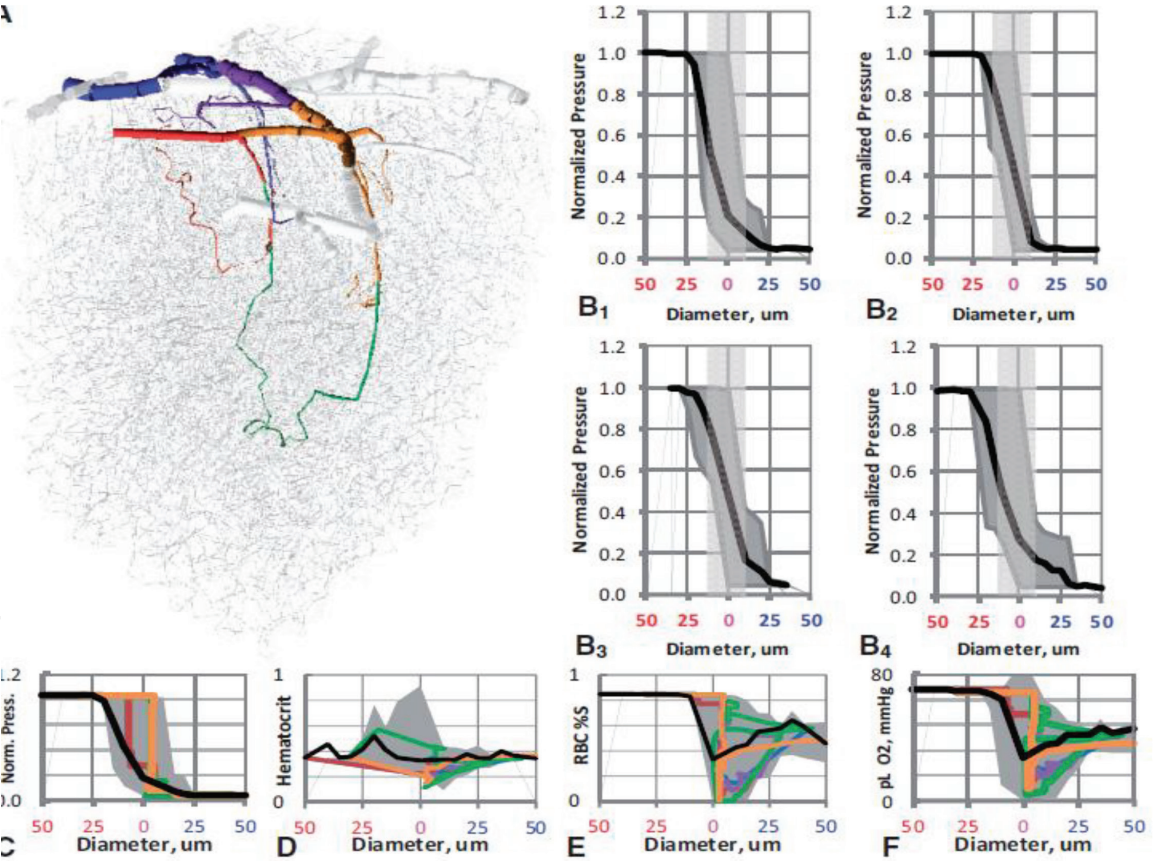 A
1.2
1.0
0.8
0.6
0.4
0.2
0.0
Normalized Pressure
50 25 0 25 50
B1 Diameter, um
1.2
1.0
0.8
0.6
0.4
0.2
0.0
Normalized Pressure
50 25 0 25 50
B2 Diameter, um
1.2
1.0
0.8
0.6
0.4
0.2
0.0
Normalized Pressure
50 25 0 25 50
B3 Diameter, um
1.2
1.0
0.8
0.6
0.4
0.2
0.0
Normalized Pressure
50 25 0 25 50
B4 Diameter, um
1.2
Norm. Press.
0.0
50 25 0 25 50
C Diameter, um
1
Hematocrit
0
50 25 0 25 50
D Diameter, um
1
RBC %S
0
50 25 0 25 50
E Diameter, um
80
pL O2, mmHg
0
50 25 0 25 50
F Diameter, um